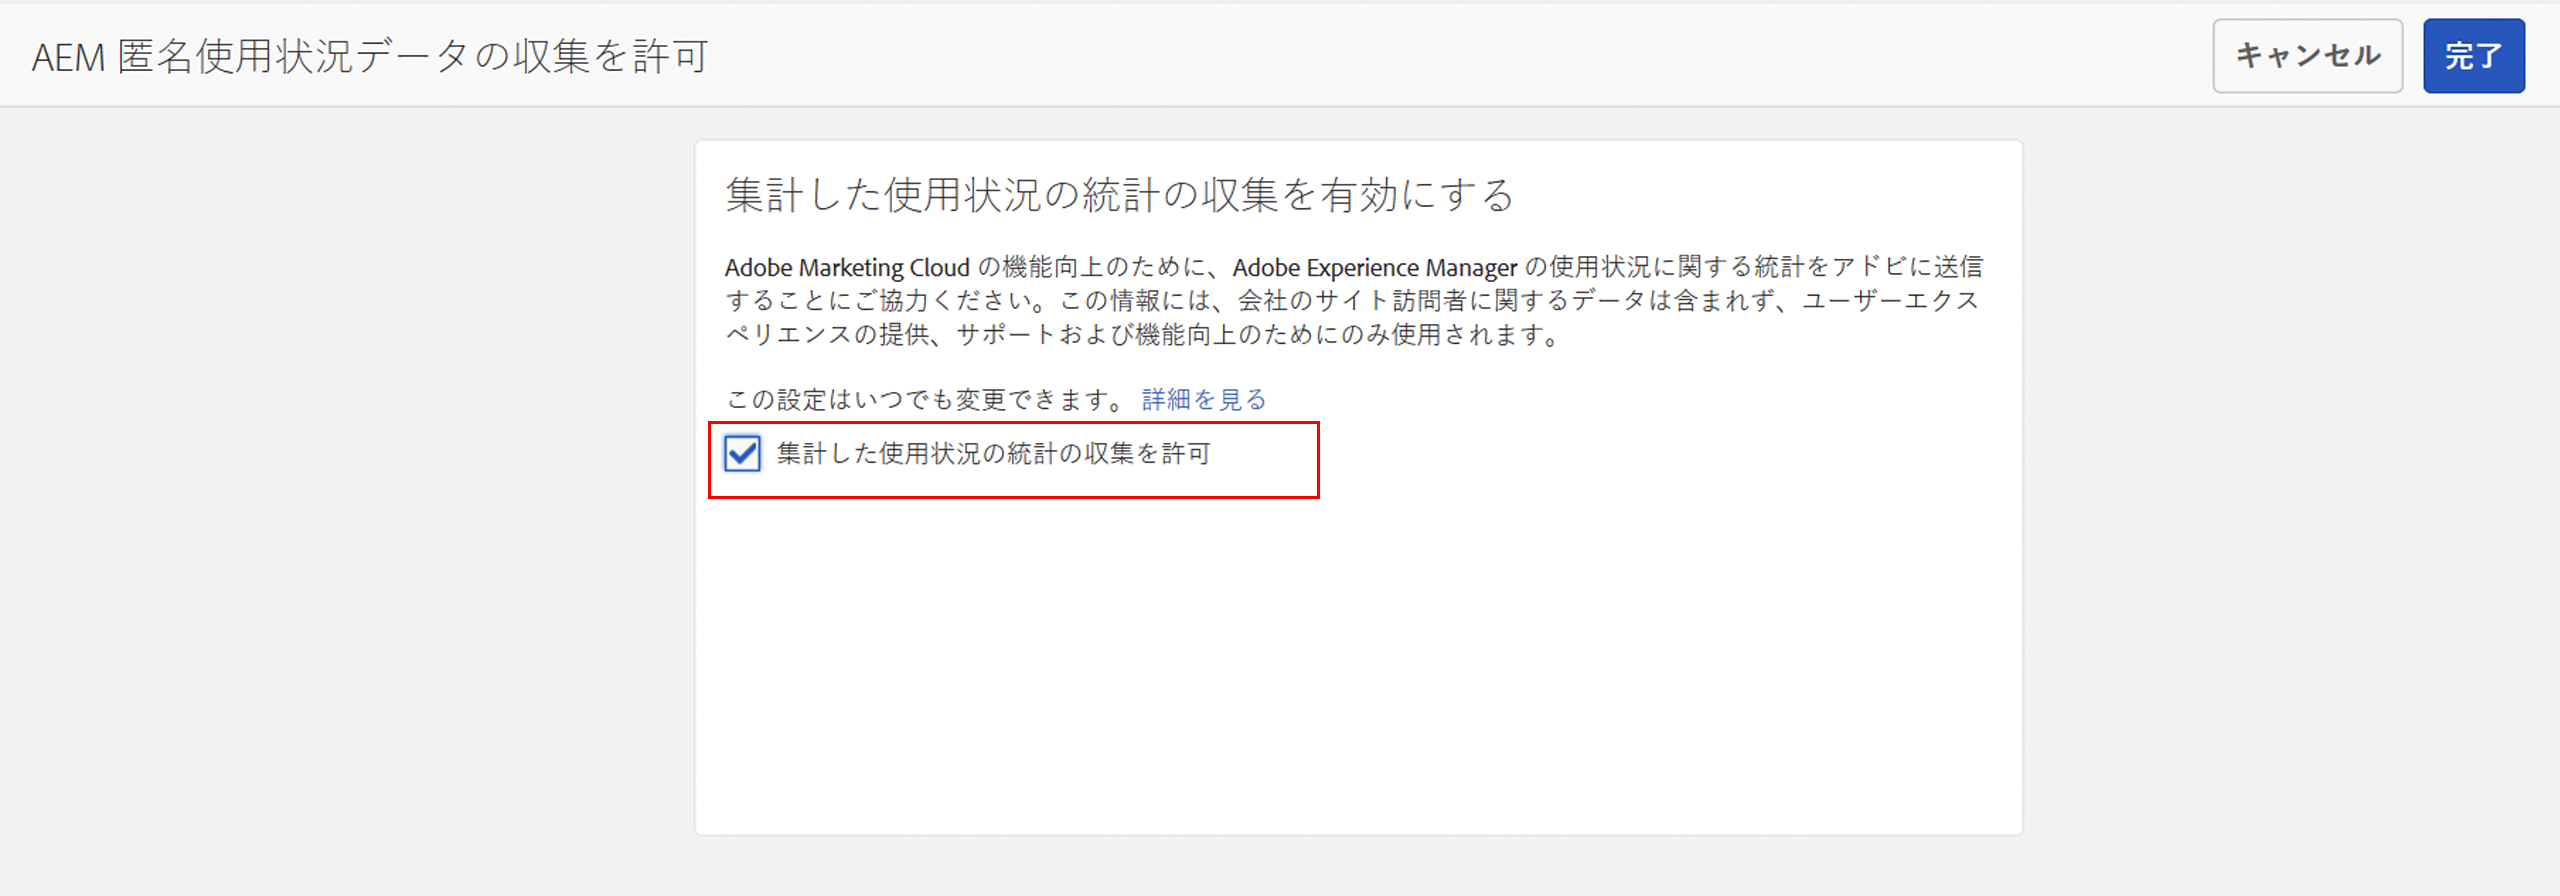 AEM 匿名使用状況データの収集を許可
キャンセル
完了
集計した使用状況の統計の収集を有効にする
Adobe Marketing Cloud の機能向上のために、Adobe Experience Manager の使用状況に関する統計をアドビに送信
することにご協力ください。この情報には、会社のサイト訪問者に関するデータは含まれず、ユーザーエクス
ペリエンスの提供、サポートおよび機能向上のためにのみ使用されます。
この設定はいつでも変更できます。 詳細を見る
集計した使用状況の統計の収集を許可